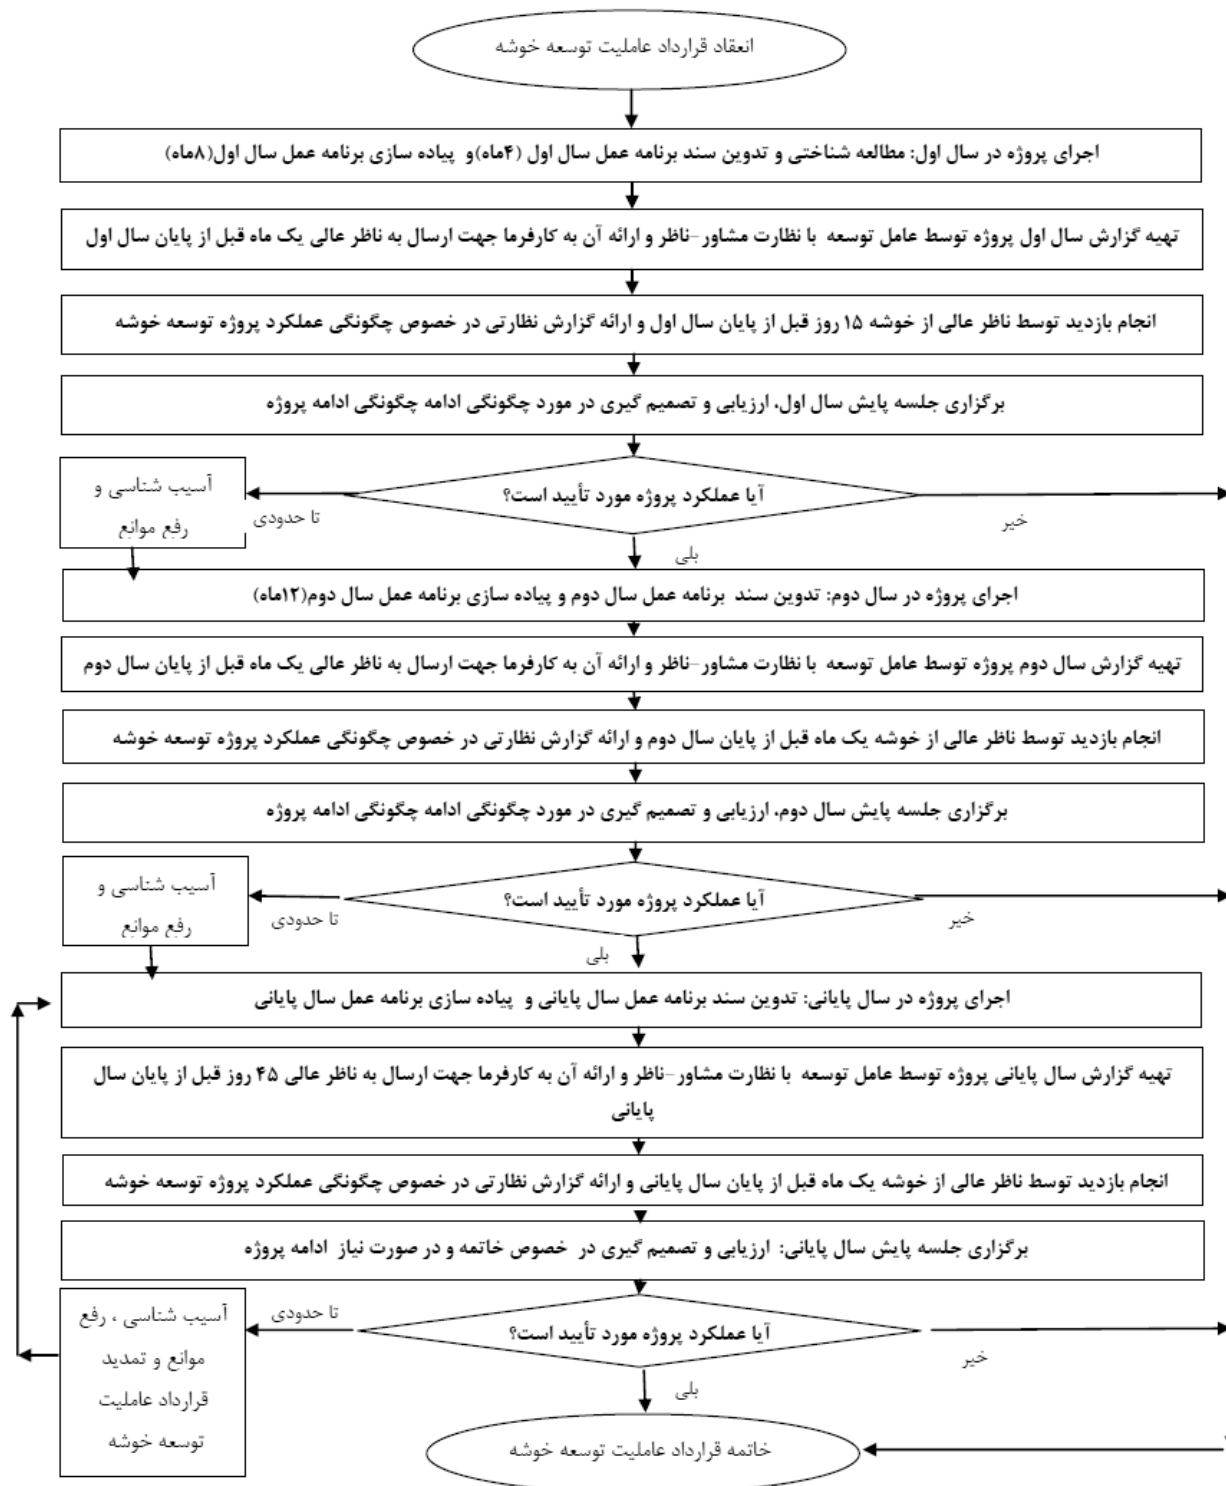 انعقاد قرارداد عاملیت توسعه خوشه
اجرای پروژه در سال اول: مطالعه شناختی و تدوین سند برنامه عمل سال اول (۴ماه)و پیاده سازی برنامه عمل سال اول(۸ماه)
تهیه گزارش سال اول پروژه توسط عامل توسعه با نظارت مشاور-ناظر و ارائه آن به کارفرما جهت ارسال به ناظر عالی یک ماه قبل از پایان سال اول
انجام بازدید توسط ناظر عالی از خوشه ۱۵ روز قبل از پایان سال اول و ارائه گزارش نظارتی در خصوص چگونگی عملکرد پروژه توسعه خوشه
برگزاری جلسه پایش سال اول، ارزیابی و تصمیم گیری در مورد چگونگی ادامه چگونگی ادامه پروژه
آیا عملکرد پروژه مورد تأیید است؟
خیر
تا حدودی
آسیب شناسی و
رفع موانع
بلی
اجرای پروژه در سال دوم: تدوین سند برنامه عمل سال دوم و پیاده سازی برنامه عمل سال دوم(۱۲ماه)
تهیه گزارش سال دوم پروژه توسط عامل توسعه با نظارت مشاور-ناظر و ارائه آن به کارفرما جهت ارسال به ناظر عالی یک ماه قبل از پایان سال دوم
انجام بازدید توسط ناظر عالی از خوشه یک ماه قبل از پایان سال دوم و ارائه گزارش نظارتی در خصوص چگونگی عملکرد پروژه توسعه خوشه
برگزاری جلسه پایش سال دوم، ارزیابی و تصمیم گیری در مورد چگونگی ادامه چگونگی ادامه پروژه
آیا عملکرد پروژه مورد تأیید است؟
خیر
تا حدودی
آسیب شناسی و
رفع موانع
بلی
اجرای پروژه در سال پایانی: تدوین سند برنامه عمل سال پایانی و پیاده سازی برنامه عمل سال پایانی
تهیه گزارش سال پایانی پروژه توسط عامل توسعه با نظارت مشاور-ناظر و ارائه آن به کارفرما جهت ارسال به ناظر عالی ۴۵ روز قبل از پایان سال
پایانی
انجام بازدید توسط ناظر عالی از خوشه یک ماه قبل از پایان سال پایانی و ارائه گزارش نظارتی در خصوص چگونگی عملکرد پروژه توسعه خوشه
برگزاری جلسه پایش سال پایانی: ارزیابی و تصمیم گیری در خصوص خاتمه و در صورت نیاز ادامه پروژه
آیا عملکرد پروژه مورد تأیید است؟
خیر
تا حدودی
آسیب شناسی ، رفع
موانع و تمدید
قرارداد عاملیت
توسعه خوشه
بلی
خاتمه قرارداد عاملیت توسعه خوشه